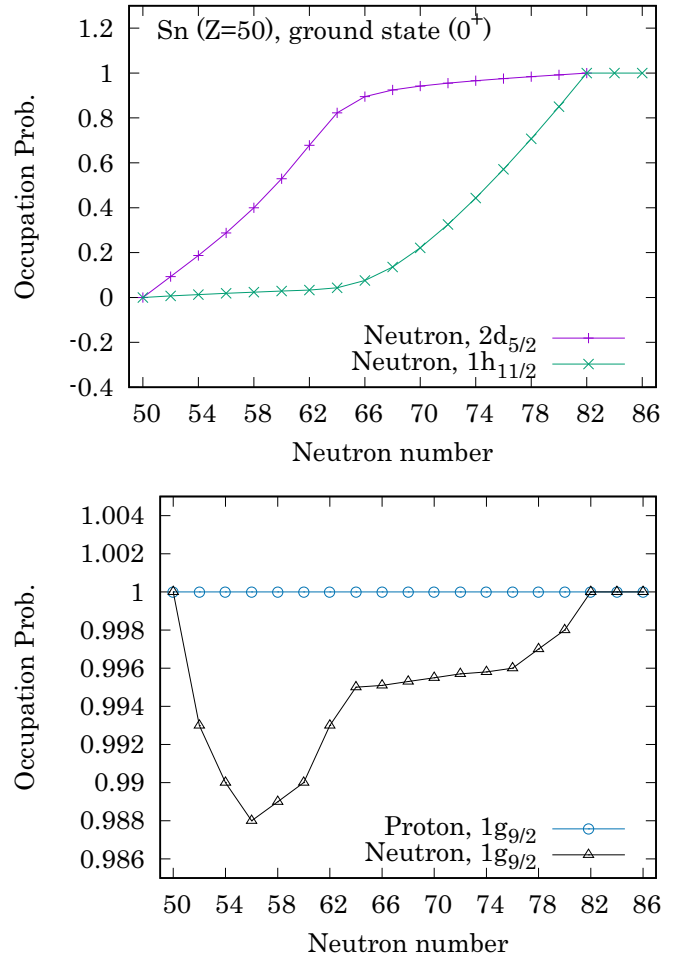 Sn (Z=50), ground state (0⁺)
1.2
1
0.8
0.6
0.4
0.2
0
-0.2
-0.4
Occupation Prob.
Neutron, 2d₅/₂
Neutron, 1h₁₁/₂
50 54 58 62 66 70 74 78 82 86
Neutron number
1.004
1.002
1
0.998
0.996
0.994
0.992
0.99
0.988
0.986
Occupation Prob.
Proton, 1g₉/₂
Neutron, 1g₉/₂
50 54 58 62 66 70 74 78 82 86
Neutron number